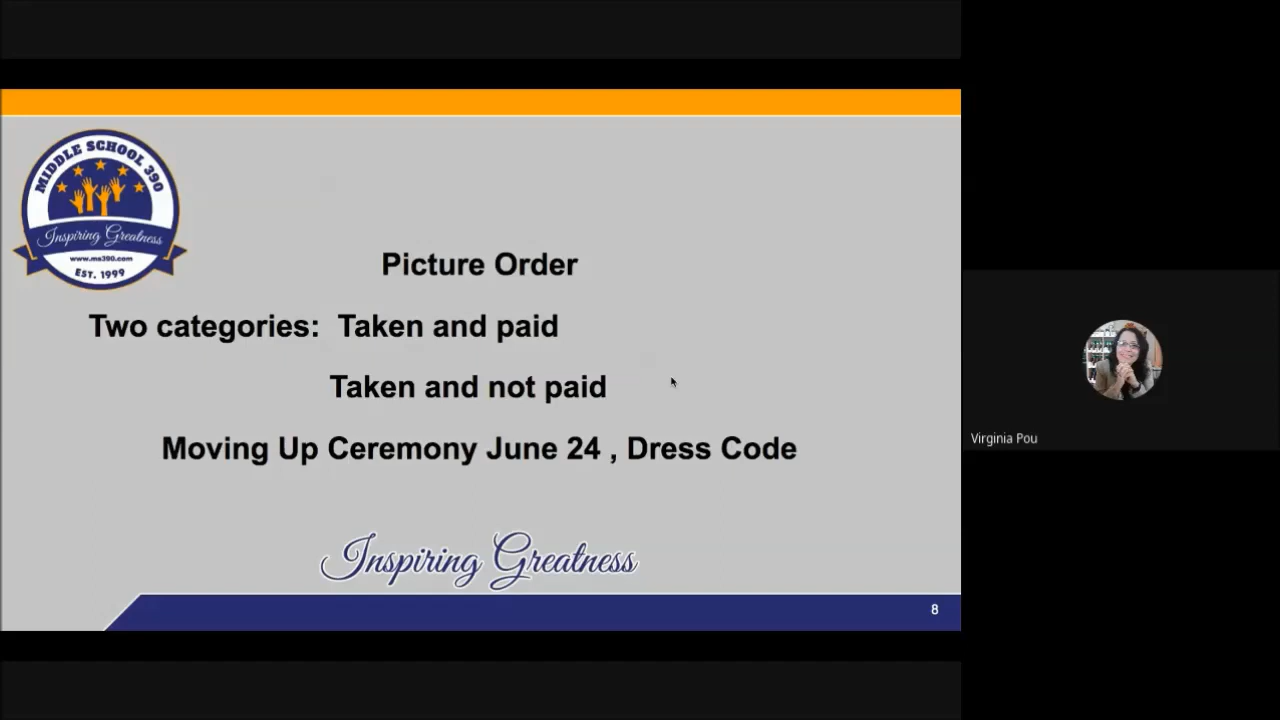 MIDDLE SCHOOL 390
Inspiring Greatness
www.ms390.com
EST. 1999
Picture Order
Two categories: Taken and paid
Taken and not paid
Moving Up Ceremony June 24 , Dress Code
Inspiring Greatness
8
Virginia Pou